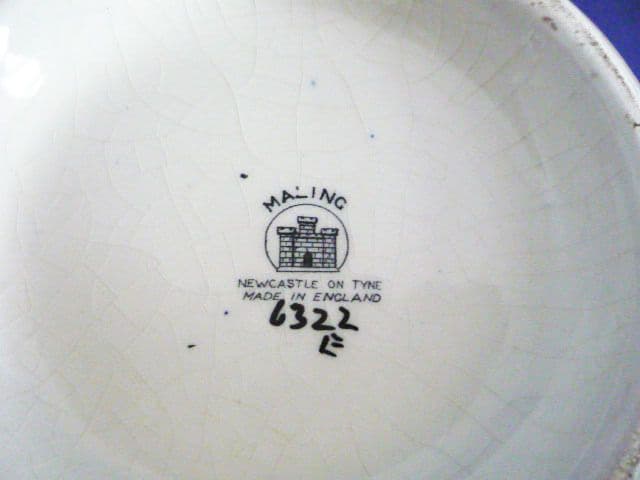 MALING
NEWCASTLE ON TYNE
MADE IN ENGLAND
6322
E